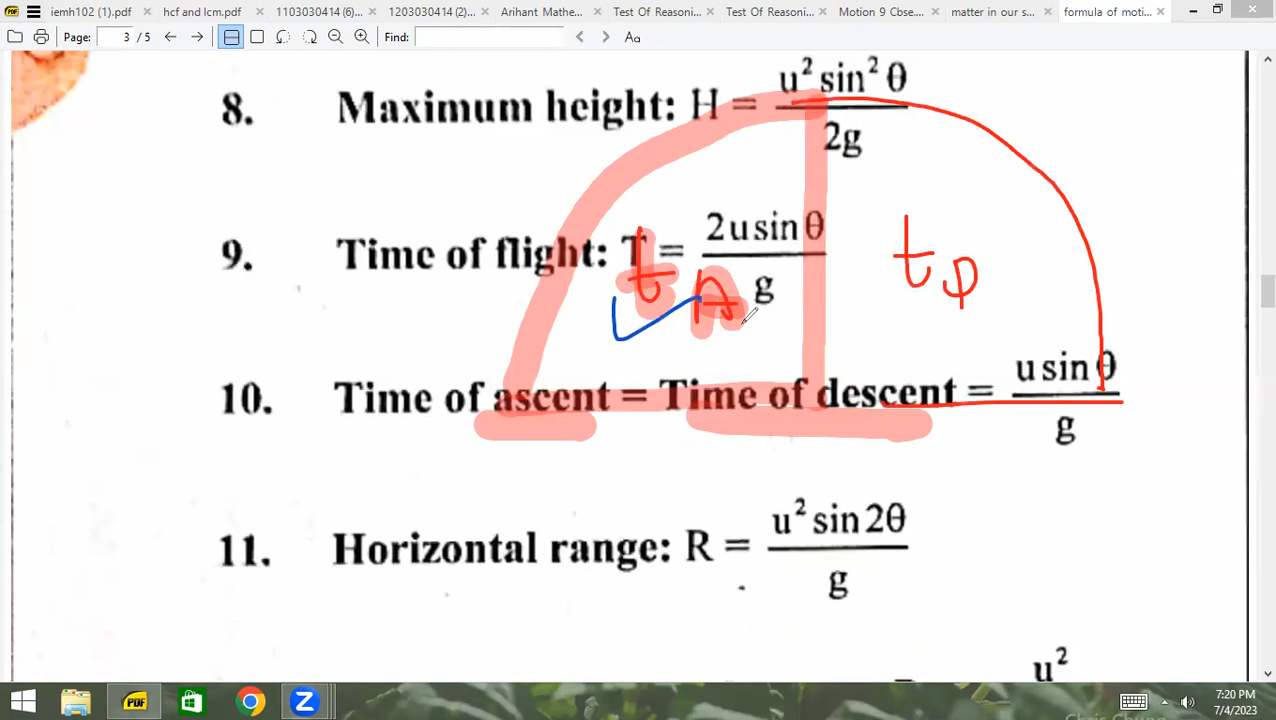 iemh102 (1).pdf × hcf and lcm.pdf × 1103030414 (6)... × 1203030414 (2)... × Arihant Mathe... × Test Of Reasoni... × Test Of Reasoni... × Motion 9 Cese... × matter in our s... × formula of moti... ×
Page: 3 / 5 Find: Aa
8. Maximum height: H = u² sin² θ / 2g
9. Time of flight: T = 2u sin θ / g
t A
t D
10. Time of ascent = Time of descent = u sin θ / g
11. Horizontal range: R = u² sin 2θ / g
u²
PDF
7:20 PM
7/4/2023